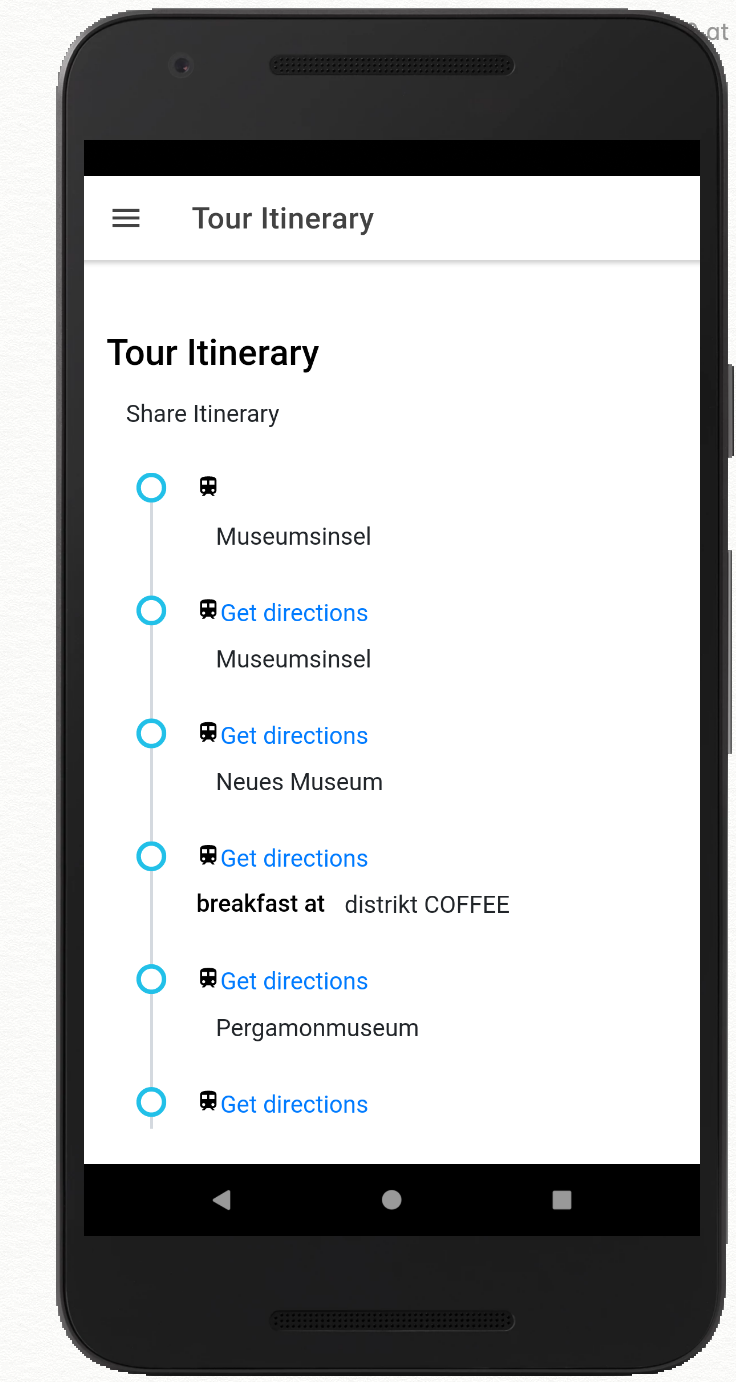 at
Tour Itinerary
Tour Itinerary
Share Itinerary
Museumsinsel
Get directions
Museumsinsel
Get directions
Neues Museum
Get directions
breakfast at distrikt COFFEE
Get directions
Pergamonmuseum
Get directions